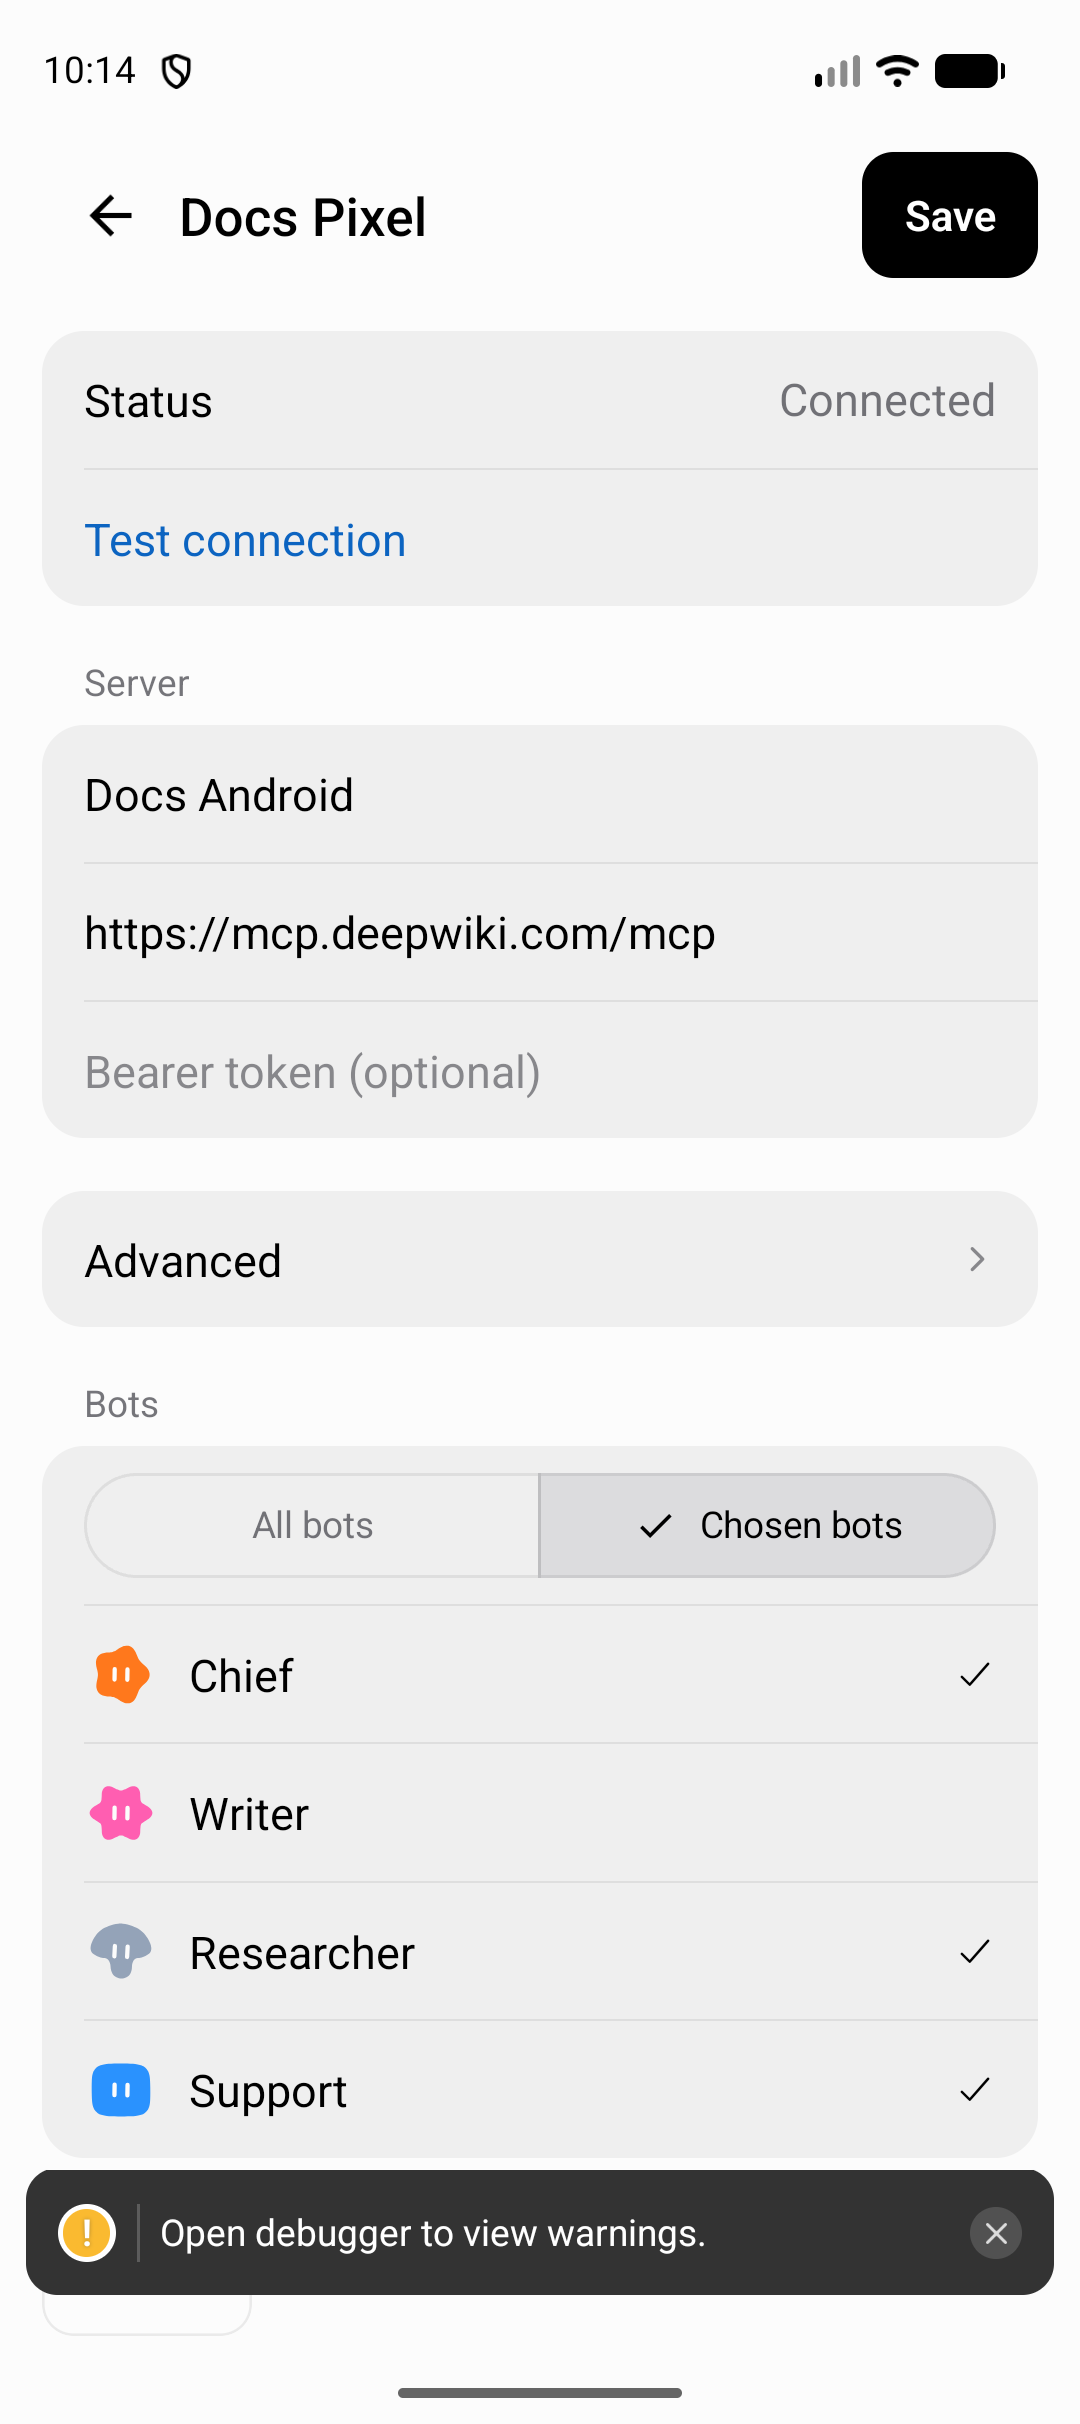 10:14
Docs Pixel
Save
Status
Connected
Test connection
Server
Docs Android
https://mcp.deepwiki.com/mcp
Bearer token (optional)
Advanced
Bots
All bots
Chosen bots
Chief
Writer
Researcher
Support
Open debugger to view warnings.